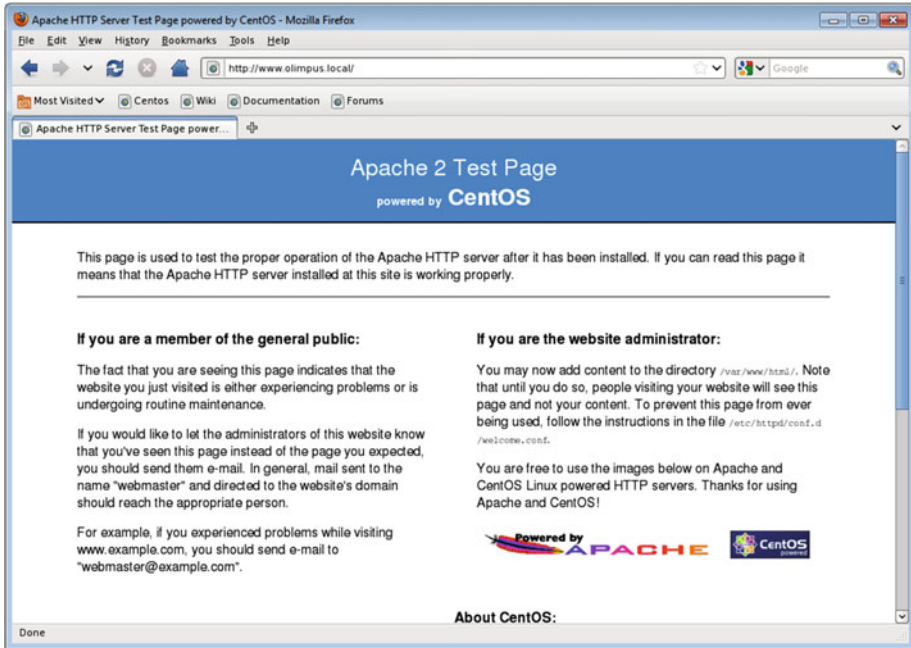 Apache HTTP Server Test Page powered by CentOS - Mozilla Firefox
File Edit View History Bookmarks Tools Help
http://www.olimpus.local/
Google
Most Visited Centos Wiki Documentation Forums
Apache HTTP Server Test Page power...
Apache 2 Test Page
powered by CentOS
This page is used to test the proper operation of the Apache HTTP server after it has been installed. If you can read this page it
means that the Apache HTTP server installed at this site is working properly.
If you are a member of the general public:
The fact that you are seeing this page indicates that the
website you just visited is either experiencing problems or is
undergoing routine maintenance.
If you would like to let the administrators of this website know
that you've seen this page instead of the page you expected,
you should send them e-mail. In general, mail sent to the
name "webmaster" and directed to the website's domain
should reach the appropriate person.
For example, if you experienced problems while visiting
www.example.com, you should send e-mail to
"webmaster@example.com".
If you are the website administrator:
You may now add content to the directory /var/www/html/. Note
that until you do so, people visiting your website will see this
page and not your content. To prevent this page from ever
being used, follow the instructions in the file /etc/httpd/conf.d
/welcome.conf.
You are free to use the images below on Apache and
CentOS Linux powered HTTP servers. Thanks for using
Apache and CentOS!
Powered by
APACHE
CentOS
powered
About CentOS:
Done